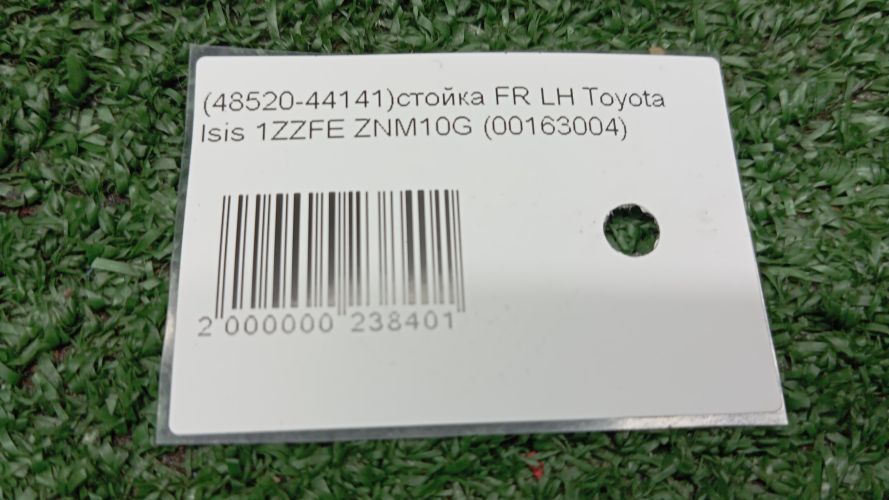 (48520-44141)стойка FR LH Toyota
Isis 1ZZFE ZNM10G (00163004)
2 000000 238401